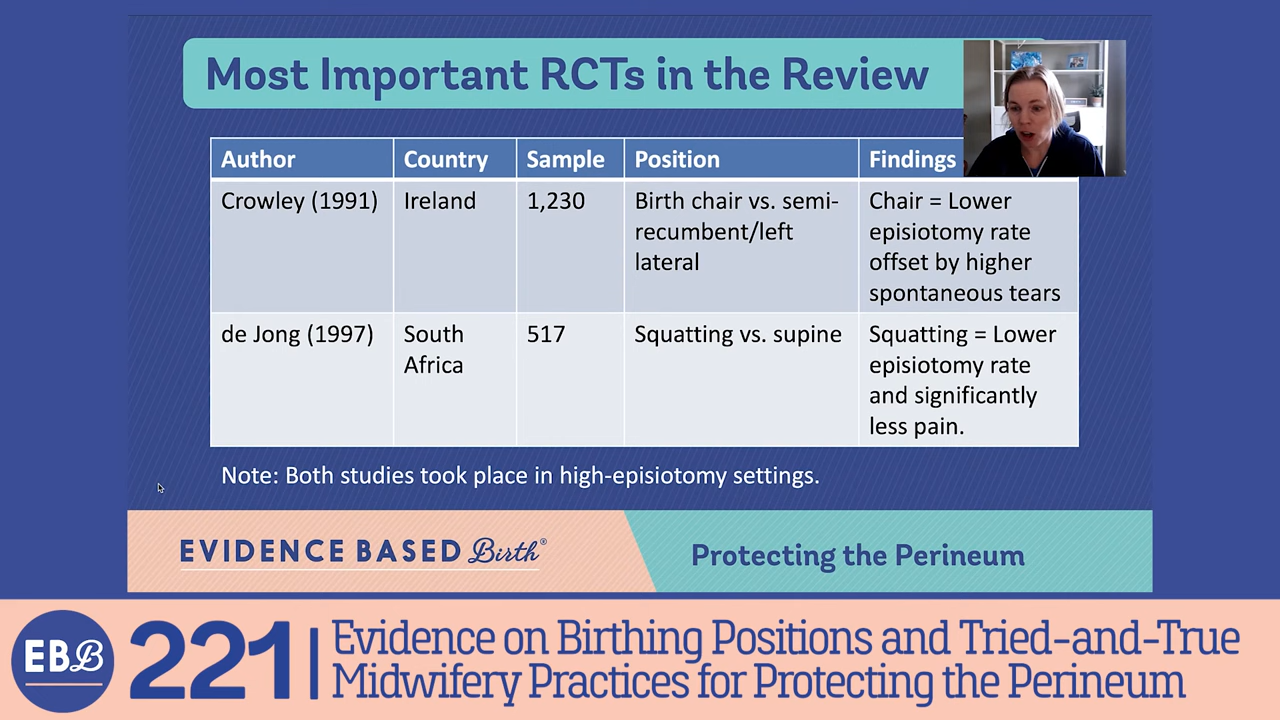 Most Important RCTs in the Review
Author
Country
Sample
Position
Findings
Crowley (1991)
Ireland
1,230
Birth chair vs. semi-
recumbent/left
lateral
Chair = Lower
episiotomy rate
offset by higher
spontaneous tears
de Jong (1997)
South
Africa
517
Squatting vs. supine
Squatting = Lower
episiotomy rate
and significantly
less pain.
Note: Both studies took place in high-episiotomy settings.
EVIDENCE BASED Birth®
Protecting the Perineum
EBB
221
Evidence on Birthing Positions and Tried-and-True
Midwifery Practices for Protecting the Perineum